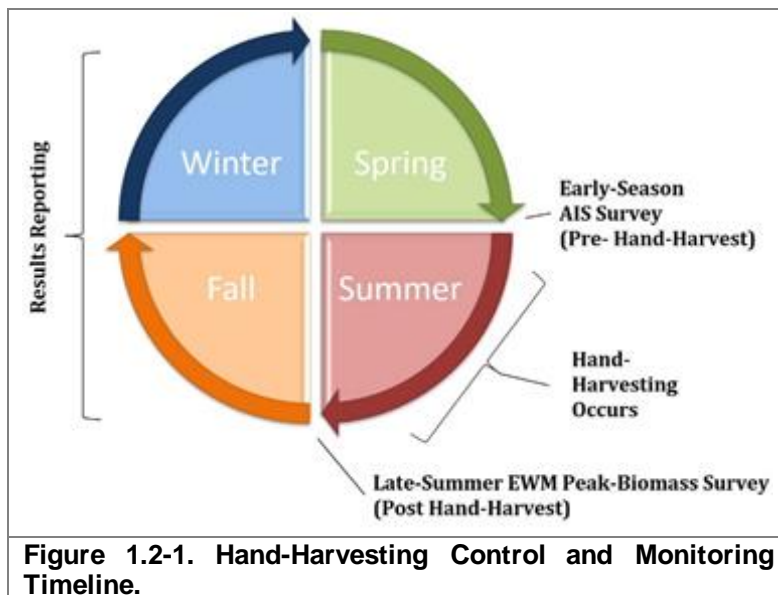 Results Reporting
Winter
Spring
Early-Season
AIS Survey
(Pre- Hand-Harvest)
Fall
Summer
Hand-
Harvesting
Occurs
Late-Summer EWM Peak-Biomass Survey
(Post Hand-Harvest)
Figure 1.2-1. Hand-Harvesting Control and Monitoring
Timeline.